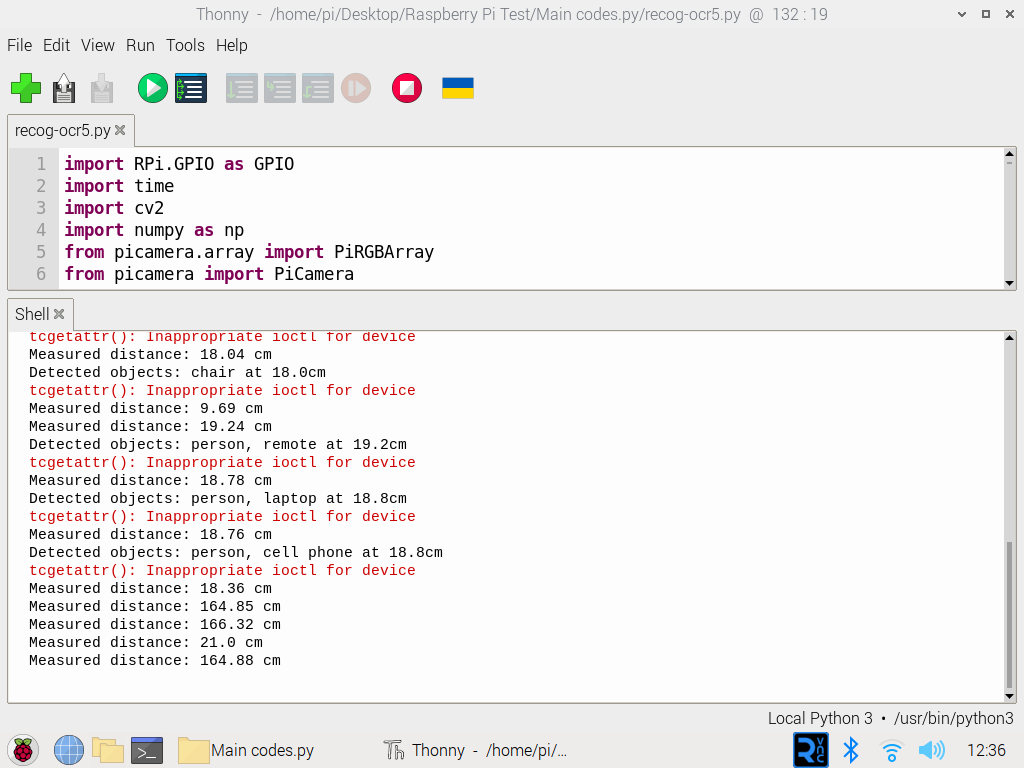 Thonny - /home/pi/Desktop/Raspberry Pi Test/Main codes.py/recog-ocr5.py @ 132 : 19
File Edit View Run Tools Help
recog-ocr5.py
1 import RPi.GPIO as GPIO
2 import time
3 import cv2
4 import numpy as np
5 from picamera.array import PiRGBArray
6 from picamera import PiCamera
Shell
tcgetattr(): Inappropriate ioctl for device
Measured distance: 18.04 cm
Detected objects: chair at 18.0cm
tcgetattr(): Inappropriate ioctl for device
Measured distance: 9.69 cm
Measured distance: 19.24 cm
Detected objects: person, remote at 19.2cm
tcgetattr(): Inappropriate ioctl for device
Measured distance: 18.78 cm
Detected objects: person, laptop at 18.8cm
tcgetattr(): Inappropriate ioctl for device
Measured distance: 18.76 cm
Detected objects: person, cell phone at 18.8cm
tcgetattr(): Inappropriate ioctl for device
Measured distance: 18.36 cm
Measured distance: 164.85 cm
Measured distance: 166.32 cm
Measured distance: 21.0 cm
Measured distance: 164.88 cm
Local Python 3 • /usr/bin/python3
>_ Main codes.py Th Thonny - /home/pi/... R VNC 12:36